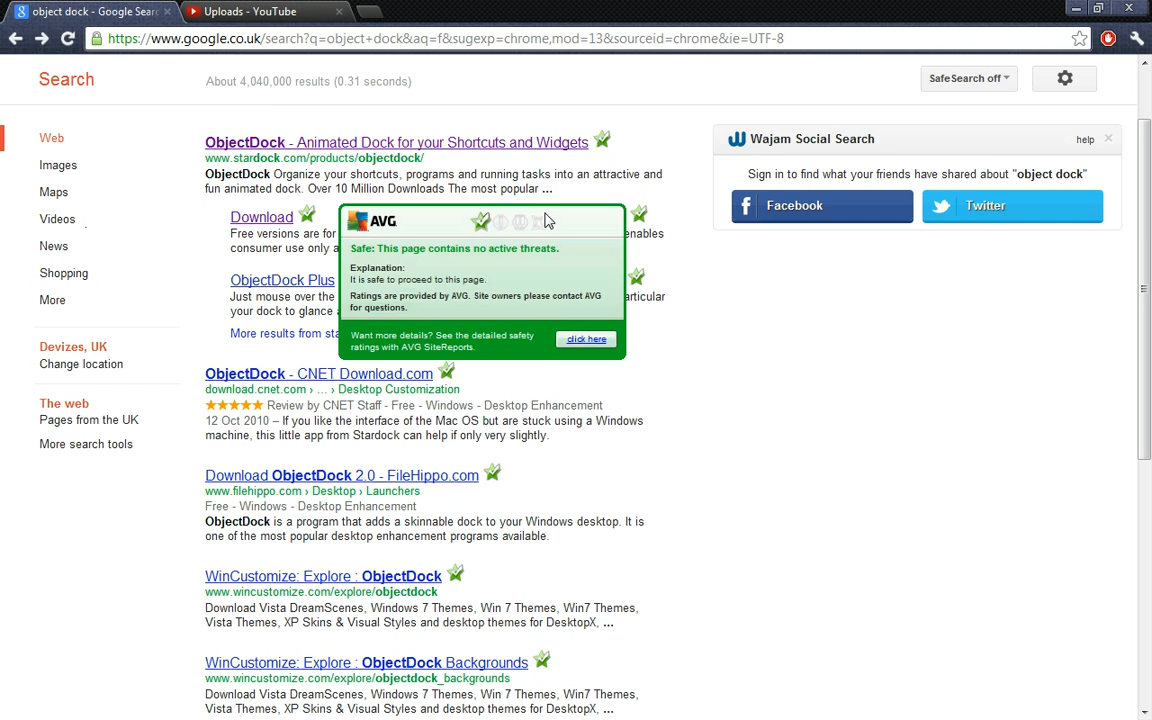 object dock - Google Searc
Uploads - YouTube
https://www.google.co.uk/search?q=object+dock&aq=f&sugexp=chrome,mod=13&sourceid=chrome&ie=UTF-8
Search
About 4,040,000 results (0.31 seconds)
SafeSearch off
Web
Images
Maps
Videos
News
Shopping
More
Devizes, UK
Change location
The web
Pages from the UK
More search tools
ObjectDock - Animated Dock for your Shortcuts and Widgets
www.stardock.com/products/objectdock/
ObjectDock Organize your shortcuts, programs and running tasks into an attractive and
fun animated dock. Over 10 Million Downloads The most popular ...
Download
Free versions are for
consumer use only a
enables
ObjectDock Plus
Just mouse over the
your dock to glance
particular
More results from sta
AVG
Safe: This page contains no active threats.
Explanation:
It is safe to proceed to this page.
Ratings are provided by AVG. Site owners please contact AVG
for questions.
Want more details? See the detailed safety
ratings with AVG SiteReports.
click here
ObjectDock - CNET Download.com
download.cnet.com › ... › Desktop Customization
Review by CNET Staff - Free - Windows - Desktop Enhancement
12 Oct 2010 – If you like the interface of the Mac OS but are stuck using a Windows
machine, this little app from Stardock can help if only very slightly.
Download ObjectDock 2.0 - FileHippo.com
www.filehippo.com › Desktop › Launchers
Free - Windows - Desktop Enhancement
ObjectDock is a program that adds a skinnable dock to your Windows desktop. It is
one of the most popular desktop enhancement programs available.
WinCustomize: Explore : ObjectDock
www.wincustomize.com/explore/objectdock
Download Vista DreamScenes, Windows 7 Themes, Win 7 Themes, Win7 Themes,
Vista Themes, XP Skins & Visual Styles and desktop themes for DesktopX, ...
WinCustomize: Explore : ObjectDock Backgrounds
www.wincustomize.com/explore/objectdock_backgrounds
Download Vista DreamScenes, Windows 7 Themes, Win 7 Themes, Win7 Themes,
Vista Themes, XP Skins & Visual Styles and desktop themes for DesktopX, ...
Wajam Social Search
help
Sign in to find what your friends have shared about "object dock"
Facebook
Twitter